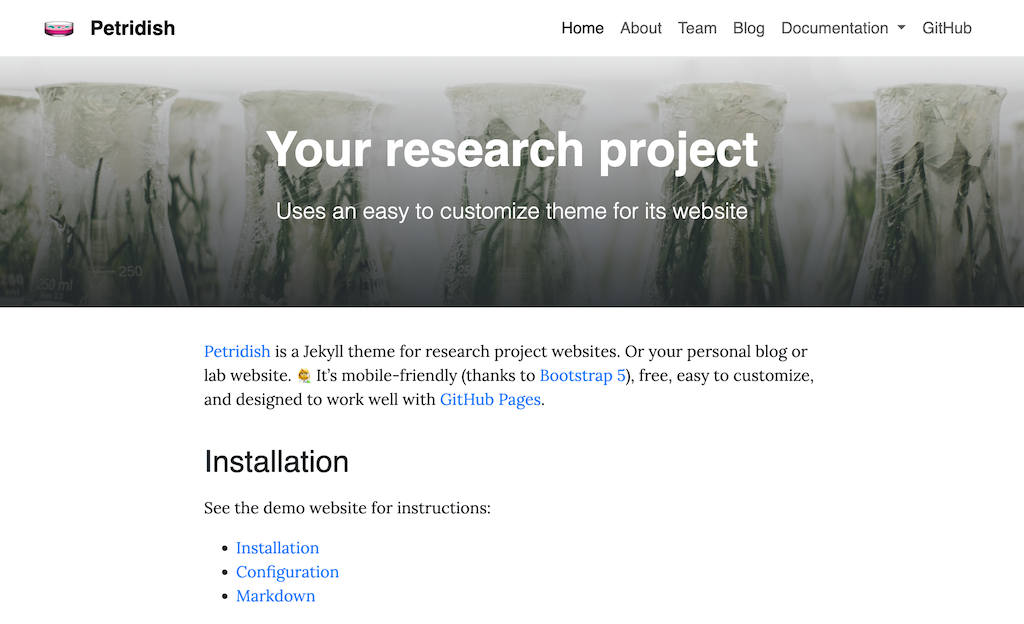 Petridish
Home About Team Blog Documentation GitHub
Your research project
Uses an easy to customize theme for its website
250
250 ml
Petridish is a Jekyll theme for research project websites. Or your personal blog or
lab website. It’s mobile-friendly (thanks to Bootstrap 5), free, easy to customize,
and designed to work well with GitHub Pages.
Installation
See the demo website for instructions:
Installation
Configuration
Markdown